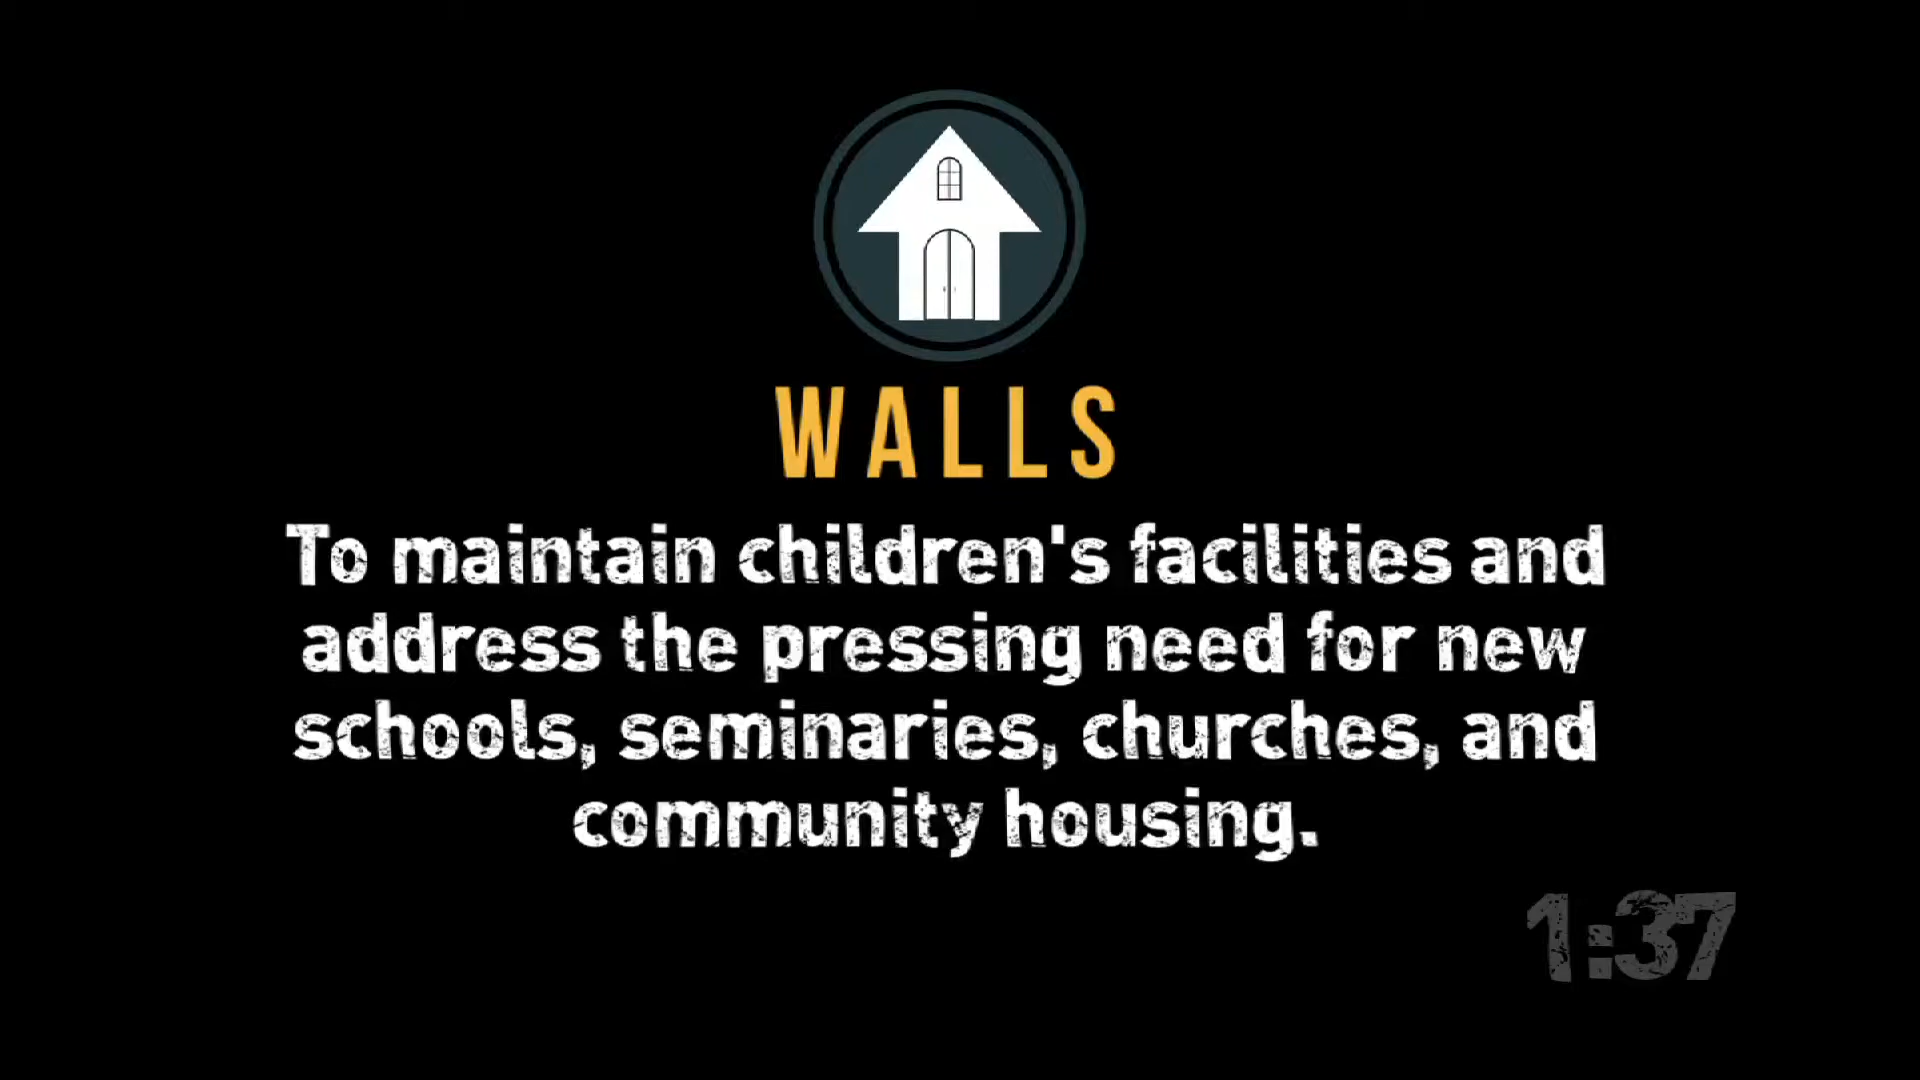 WALLS
To maintain children's facilities and
address the pressing need for new
schools, seminaries, churches, and
community housing.
1:37